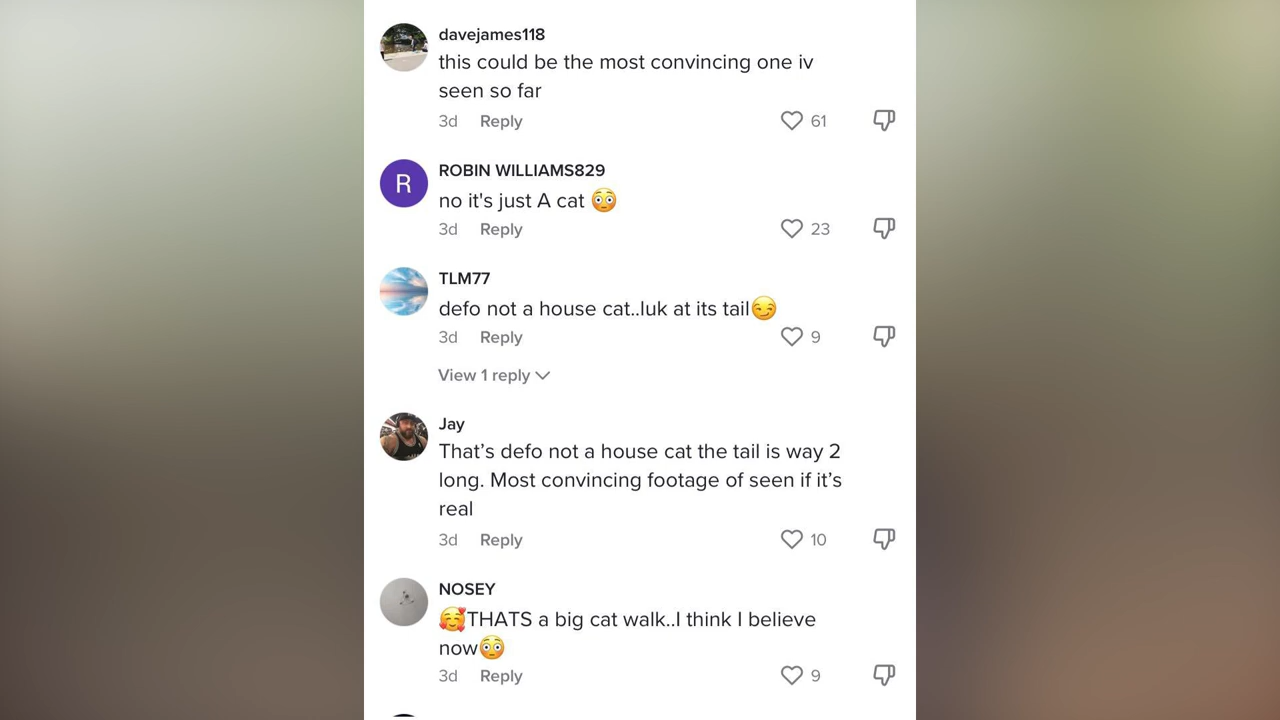 davejames118
this could be the most convincing one iv
seen so far
3d Reply 61
R
ROBIN WILLIAMS829
no it's just A cat 😳
3d Reply 23
TLM77
defo not a house cat..luk at its tail😏
3d Reply 9
View 1 reply
Jay
That’s defo not a house cat the tail is way 2
long. Most convincing footage of seen if it’s
real
3d Reply 10
NOSEY
🥰THATS a big cat walk..I think I believe
now😳
3d Reply 9